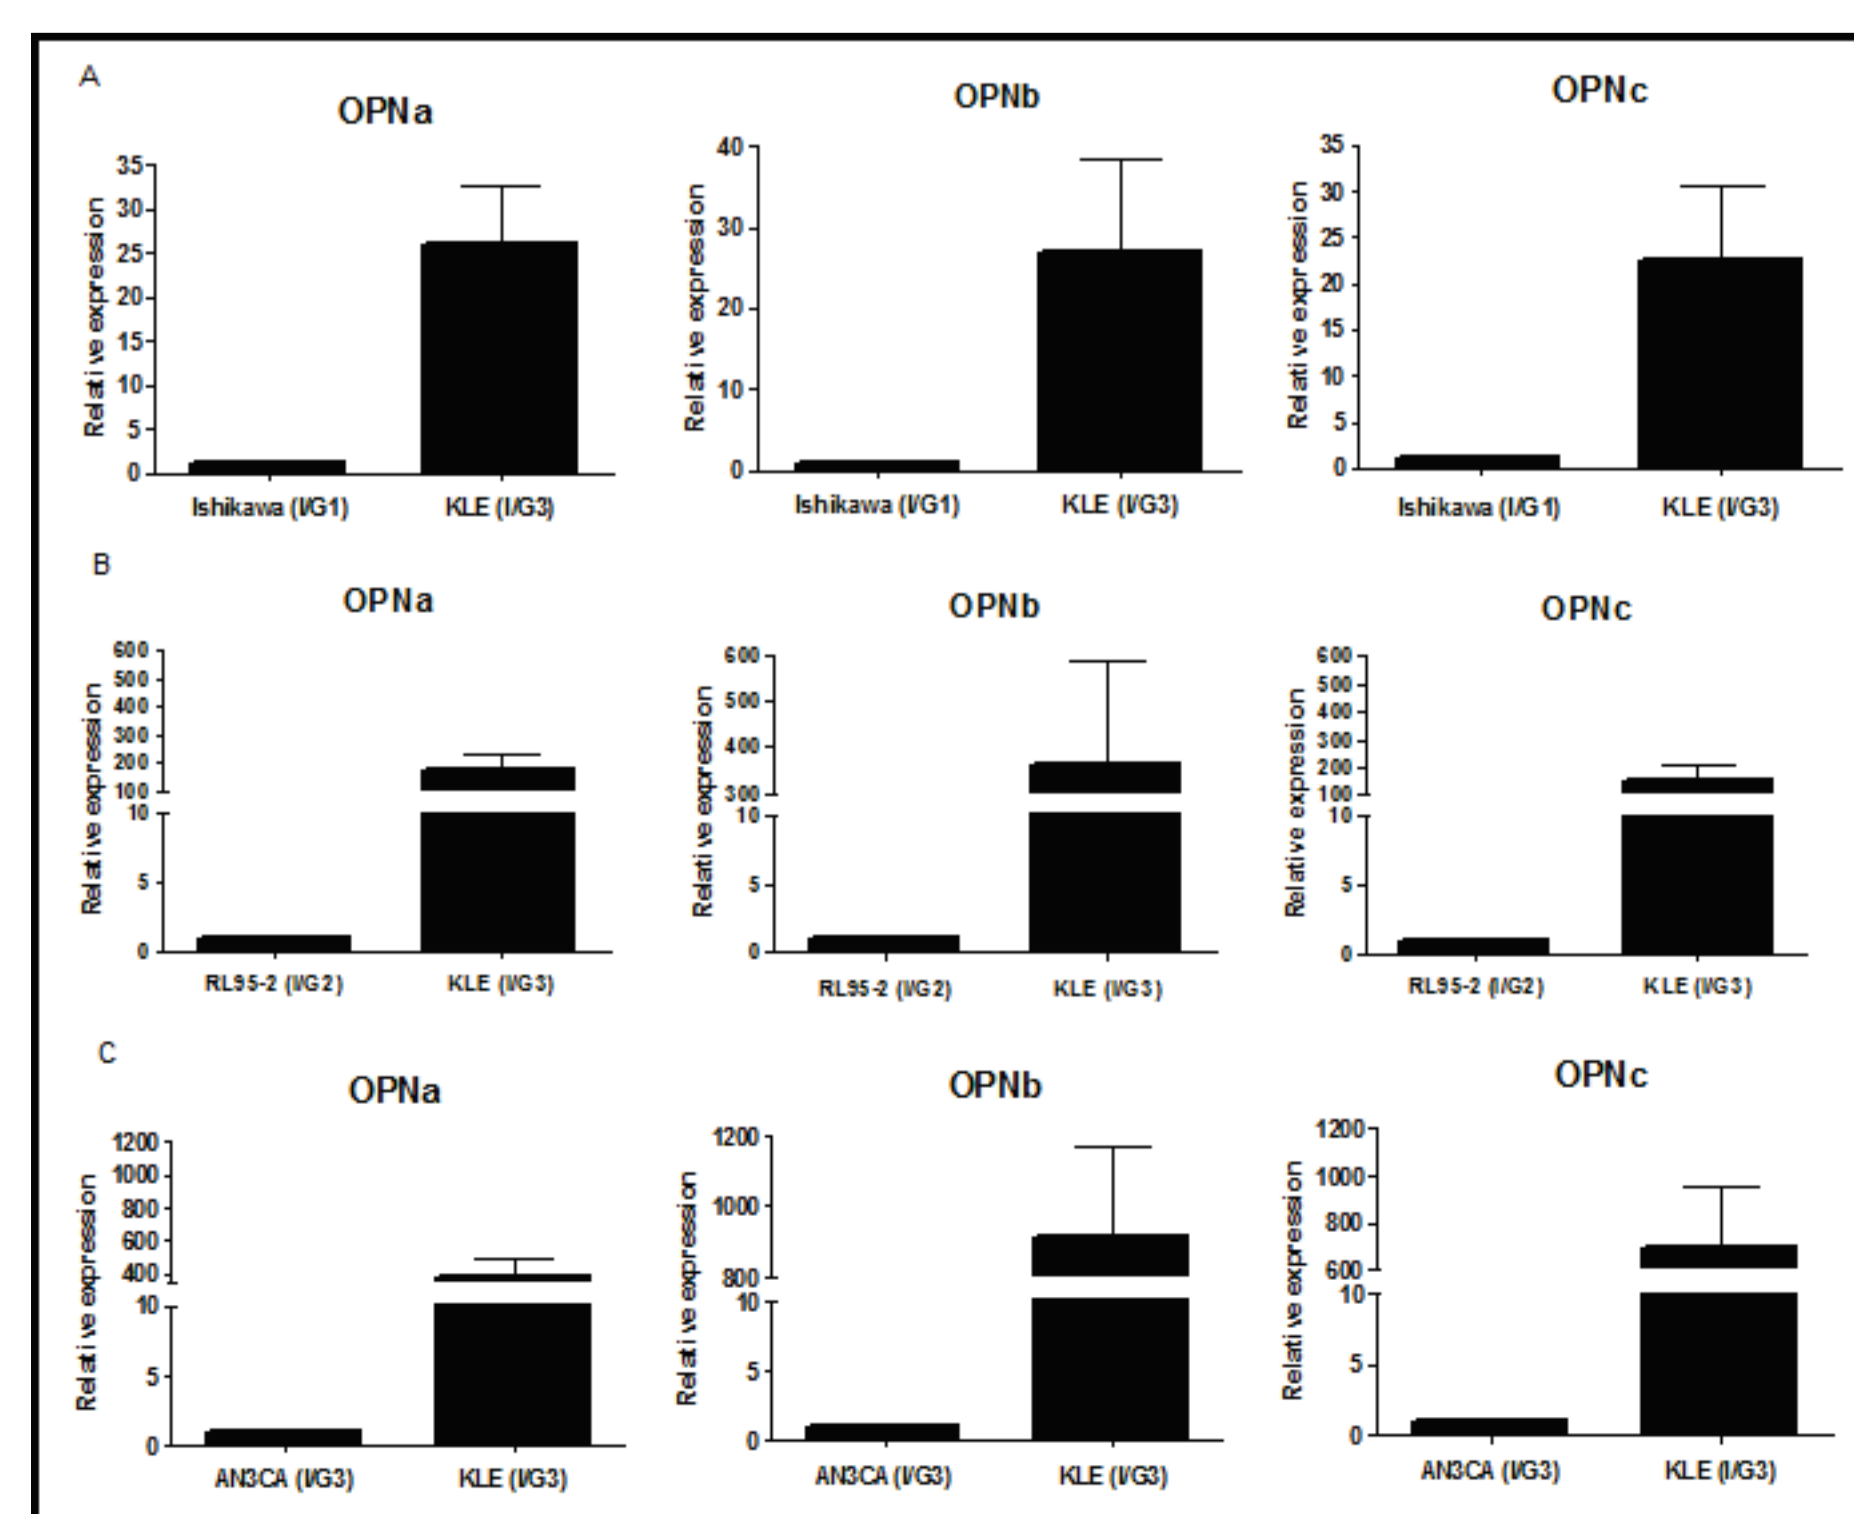 A
OPNa
OPNb
OPNc
Relative expression
35
30
25
20
15
10
5
0
Ishikawa (I/G1)
KLE (I/G3)
Relative expression
40
30
20
10
0
Ishikawa (I/G1)
KLE (I/G3)
Relative expression
35
30
25
20
15
10
5
0
Ishikawa (I/G1)
KLE (I/G3)
B
OPNa
OPNb
OPNc
Relative expression
600
500
400
300
200
100
10
5
0
RL95-2 (I/G2)
KLE (I/G3)
Relative expression
600
500
400
300
10
5
0
RL95-2 (I/G2)
KLE (I/G3)
Relative expression
600
500
400
300
200
100
10
5
0
RL95-2 (I/G2)
KLE (I/G3)
C
OPNa
OPNb
OPNc
Relative expression
1200
1000
800
600
400
10
5
0
AN3CA (I/G3)
KLE (I/G3)
Relative expression
1200
1000
800
10
5
0
AN3CA (I/G3)
KLE (I/G3)
Relative expression
1200
1000
800
600
10
5
0
AN3CA (I/G3)
KLE (I/G3)